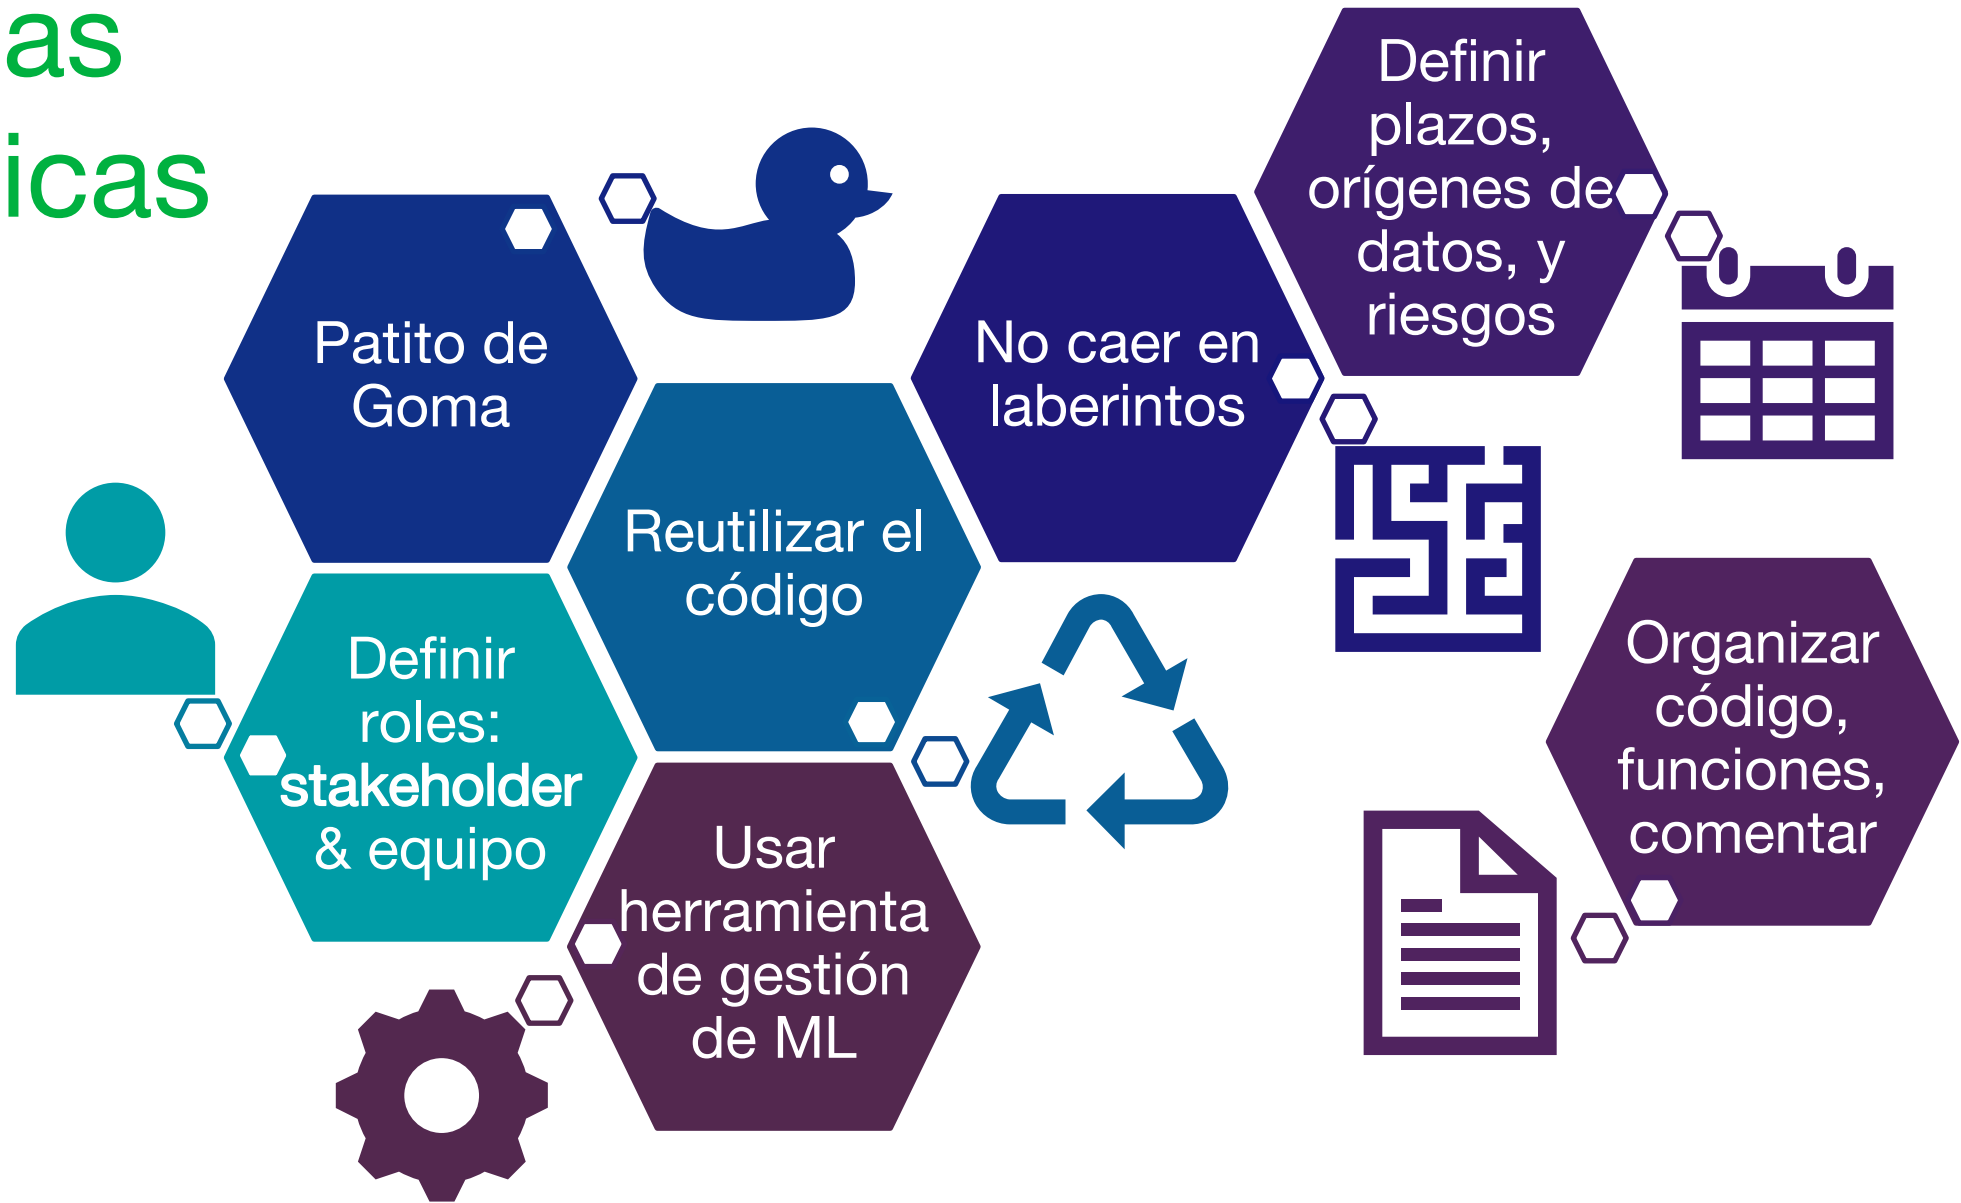 as
icas
Patito de
Goma
Definir
roles:
stakeholder
& equipo
Reutilizar el
código
Usar
herramienta
de gestión
de ML
No caer en
laberintos
Definir
plazos,
orígenes de
datos, y
riesgos
Organizar
código,
funciones,
comentar